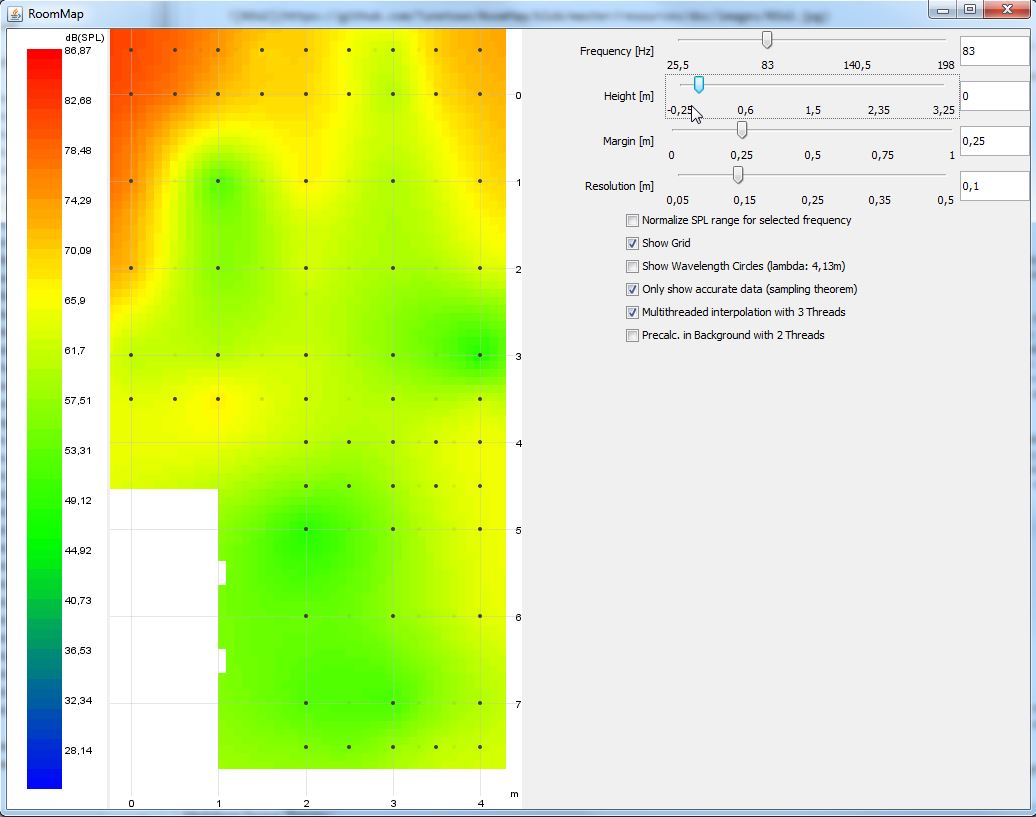 RoomMap
dB(SPL)
86,87
82,68
78,48
74,29
70,09
65,9
61,7
57,51
53,31
49,12
44,92
40,73
36,53
32,34
28,14
0
1
2
3
4
5
6
7
m
0 1 2 3 4
Frequency [Hz] 83
25,5 83 140,5 198
Height [m] 0
-0,25 0,6 1,5 2,35 3,25
Margin [m] 0,25
0 0,25 0,5 0,75 1
Resolution [m] 0,1
0,05 0,15 0,25 0,35 0,5
Normalize SPL range for selected frequency
Show Grid
Show Wavelength Circles (lambda: 4,13m)
Only show accurate data (sampling theorem)
Multithreaded interpolation with 3 Threads
Precalc. in Background with 2 Threads